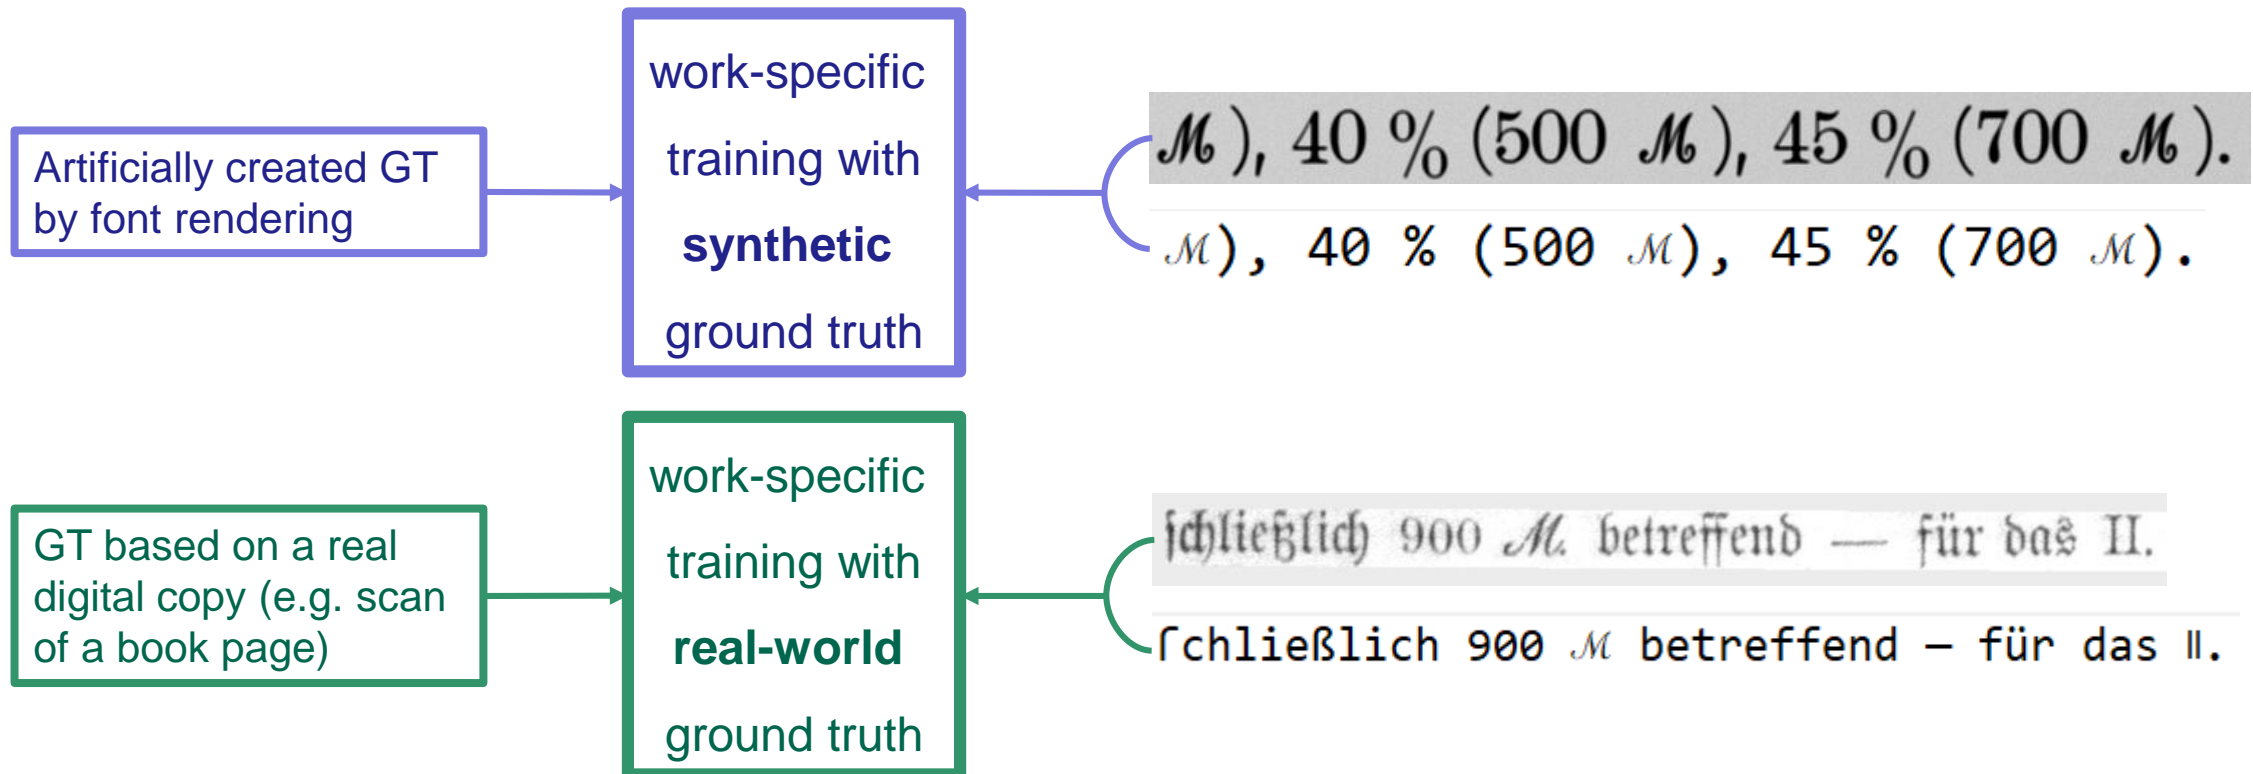 Artificially created GT
by font rendering
work-specific
training with
synthetic
ground truth
ℳ), 40 % (500 ℳ), 45 % (700 ℳ).
ℳ), 40 % (500 ℳ), 45 % (700 ℳ).
GT based on a real
digital copy (e.g. scan
of a book page)
work-specific
training with
real-world
ground truth
ſchließlich 900 ℳ. betreffend — für das II.
ſchließlich 900 ℳ betreffend — für das Ⅱ.